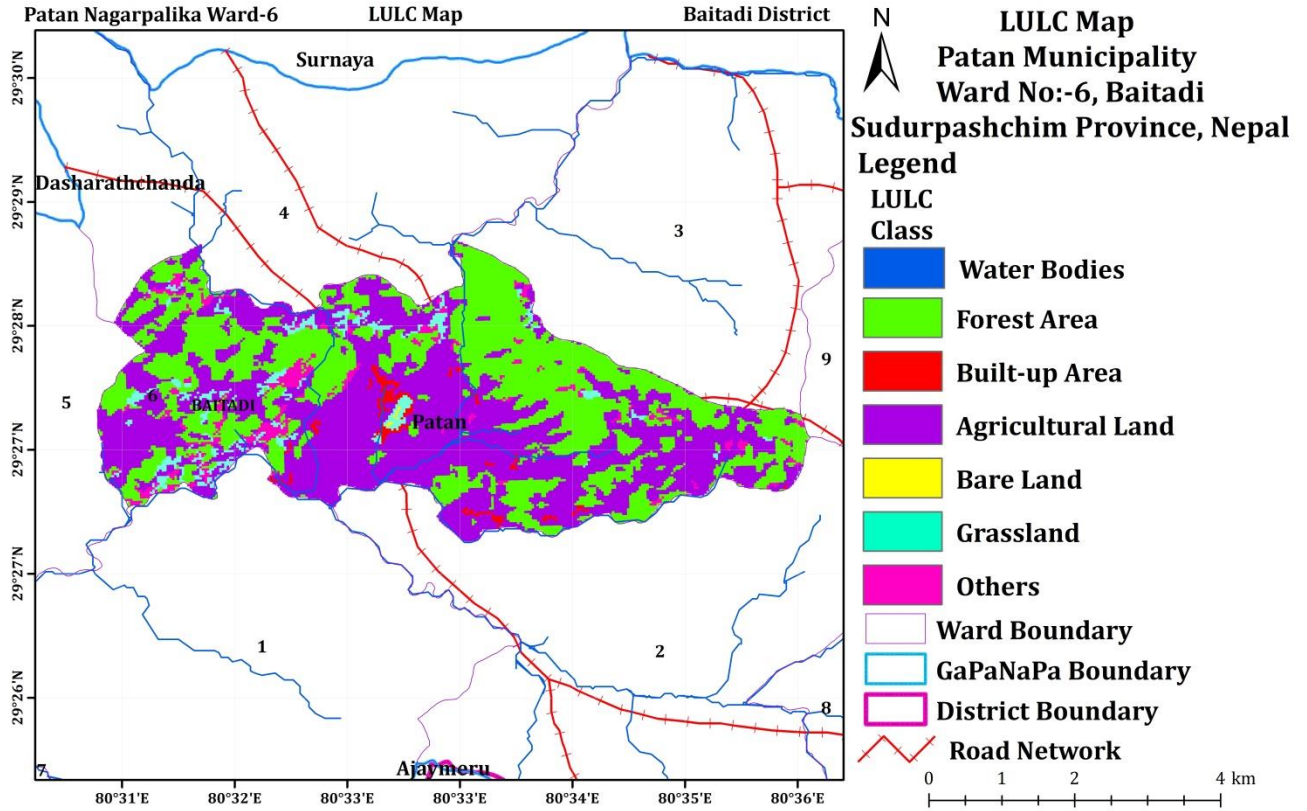 Patan Nagarpalika Ward-6 LULC Map Baitadi District
Surnaya
Dasharathchanda
4
3
9
5
6
BAITADI
Patan
1
2
8
7
Ajaymeru
29°30'0"N
29°29'N
29°28'N
29°27'N
29°27'N
29°26'N
80°31'E 80°32'E 80°33'E 80°33'E 80°34'E 80°35'E 80°36'E
N
LULC Map
Patan Municipality
Ward No:-6, Baitadi
Sudurpashchim Province, Nepal
Legend
LULC
Class
Water Bodies
Forest Area
Built-up Area
Agricultural Land
Bare Land
Grassland
Others
Ward Boundary
GaPaNaPa Boundary
District Boundary
Road Network
0 1 2 4 km